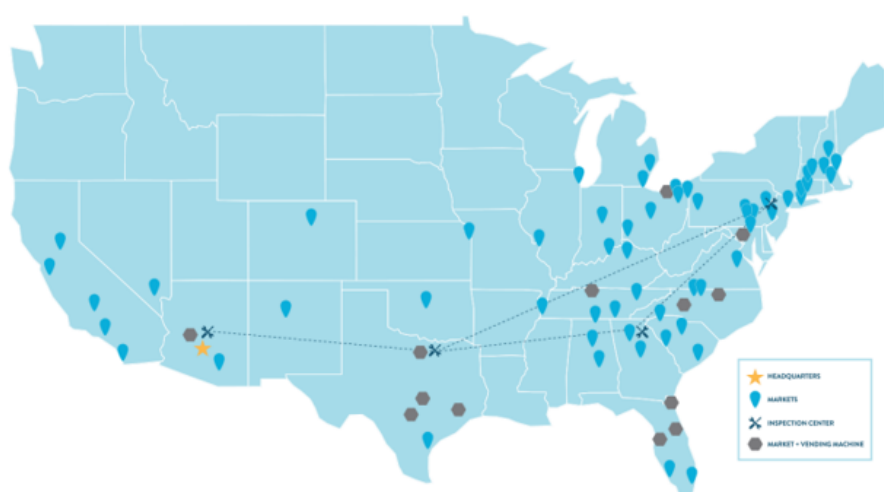 HEADQUARTERS
MARKETS
INSPECTION CENTER
MARKET + VENDING MACHINE